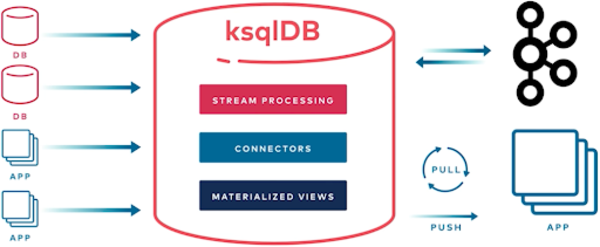 ksqlDB
DB
STREAM PROCESSING
DB
CONNECTORS
APP
PULL
MATERIALIZED VIEWS
APP
PUSH
APP